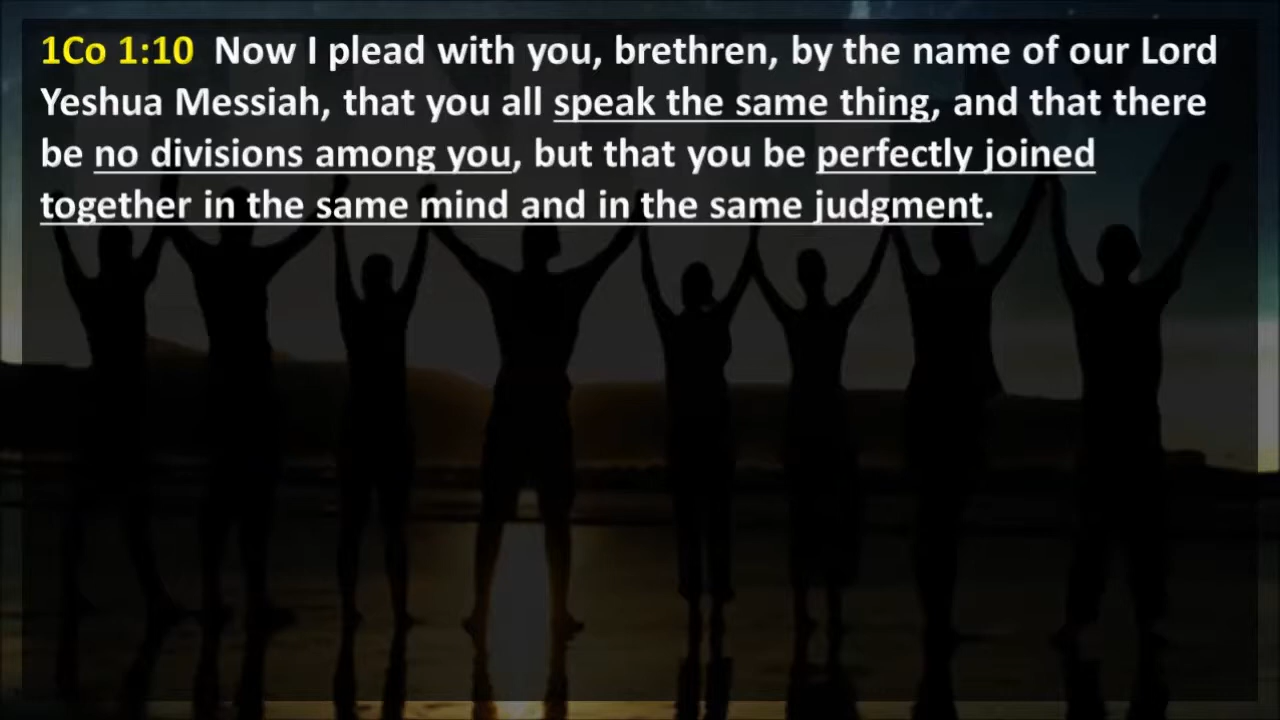 1Co 1:10 Now I plead with you, brethren, by the name of our Lord
Yeshua Messiah, that you all speak the same thing, and that there
be no divisions among you, but that you be perfectly joined
together in the same mind and in the same judgment.